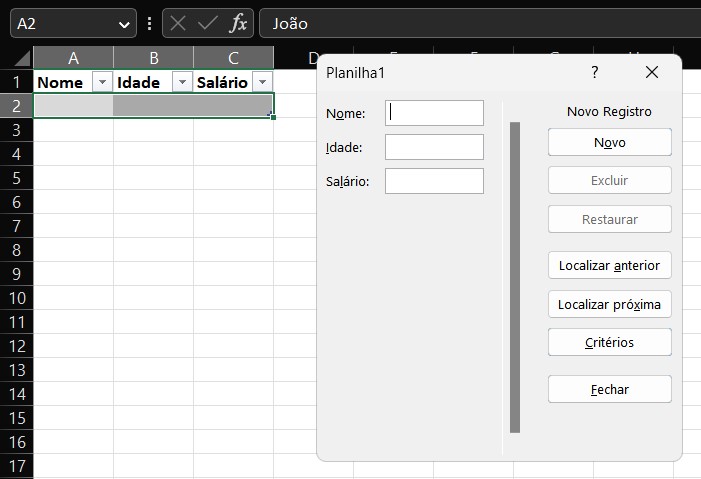 A2 fx João
A B C D
1 Nome Idade Salário
2
3
4
5
6
7
8
9
10
11
12
13
14
15
16
17
Planilha1 ?
Nome:
Idade:
Salário:
Novo Registro
Novo
Excluir
Restaurar
Localizar anterior
Localizar próxima
Critérios
Fechar